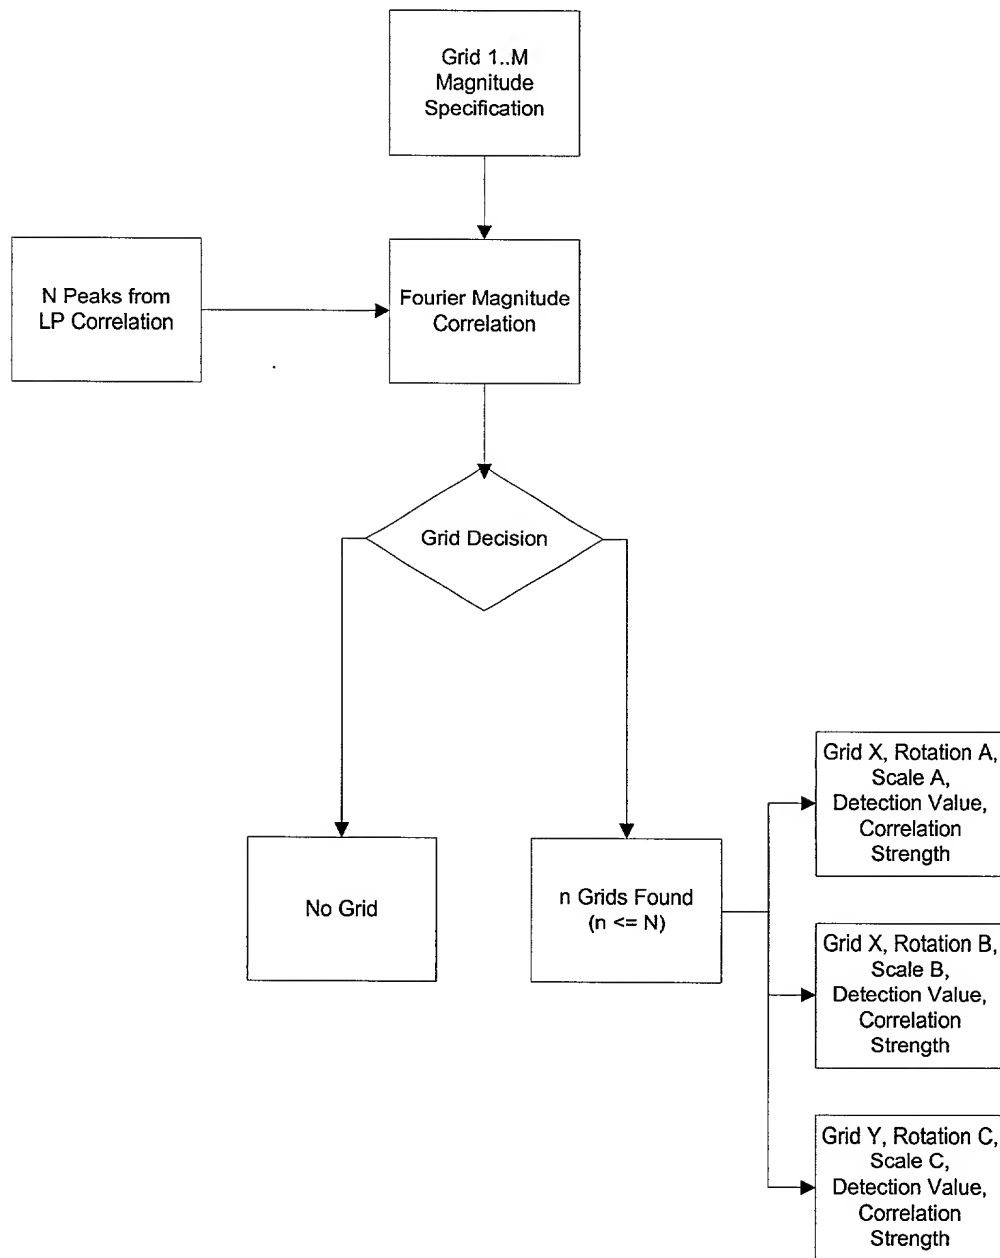 Grid 1..M
Magnitude
Specification
N Peaks from
LP Correlation
Fourier Magnitude
Correlation
Grid Decision
No Grid
n Grids Found
(n <= N)
Grid X, Rotation A,
Scale A,
Detection Value,
Correlation
Strength
Grid X, Rotation B,
Scale B,
Detection Value,
Correlation
Strength
Grid Y, Rotation C,
Scale C,
Detection Value,
Correlation
Strength